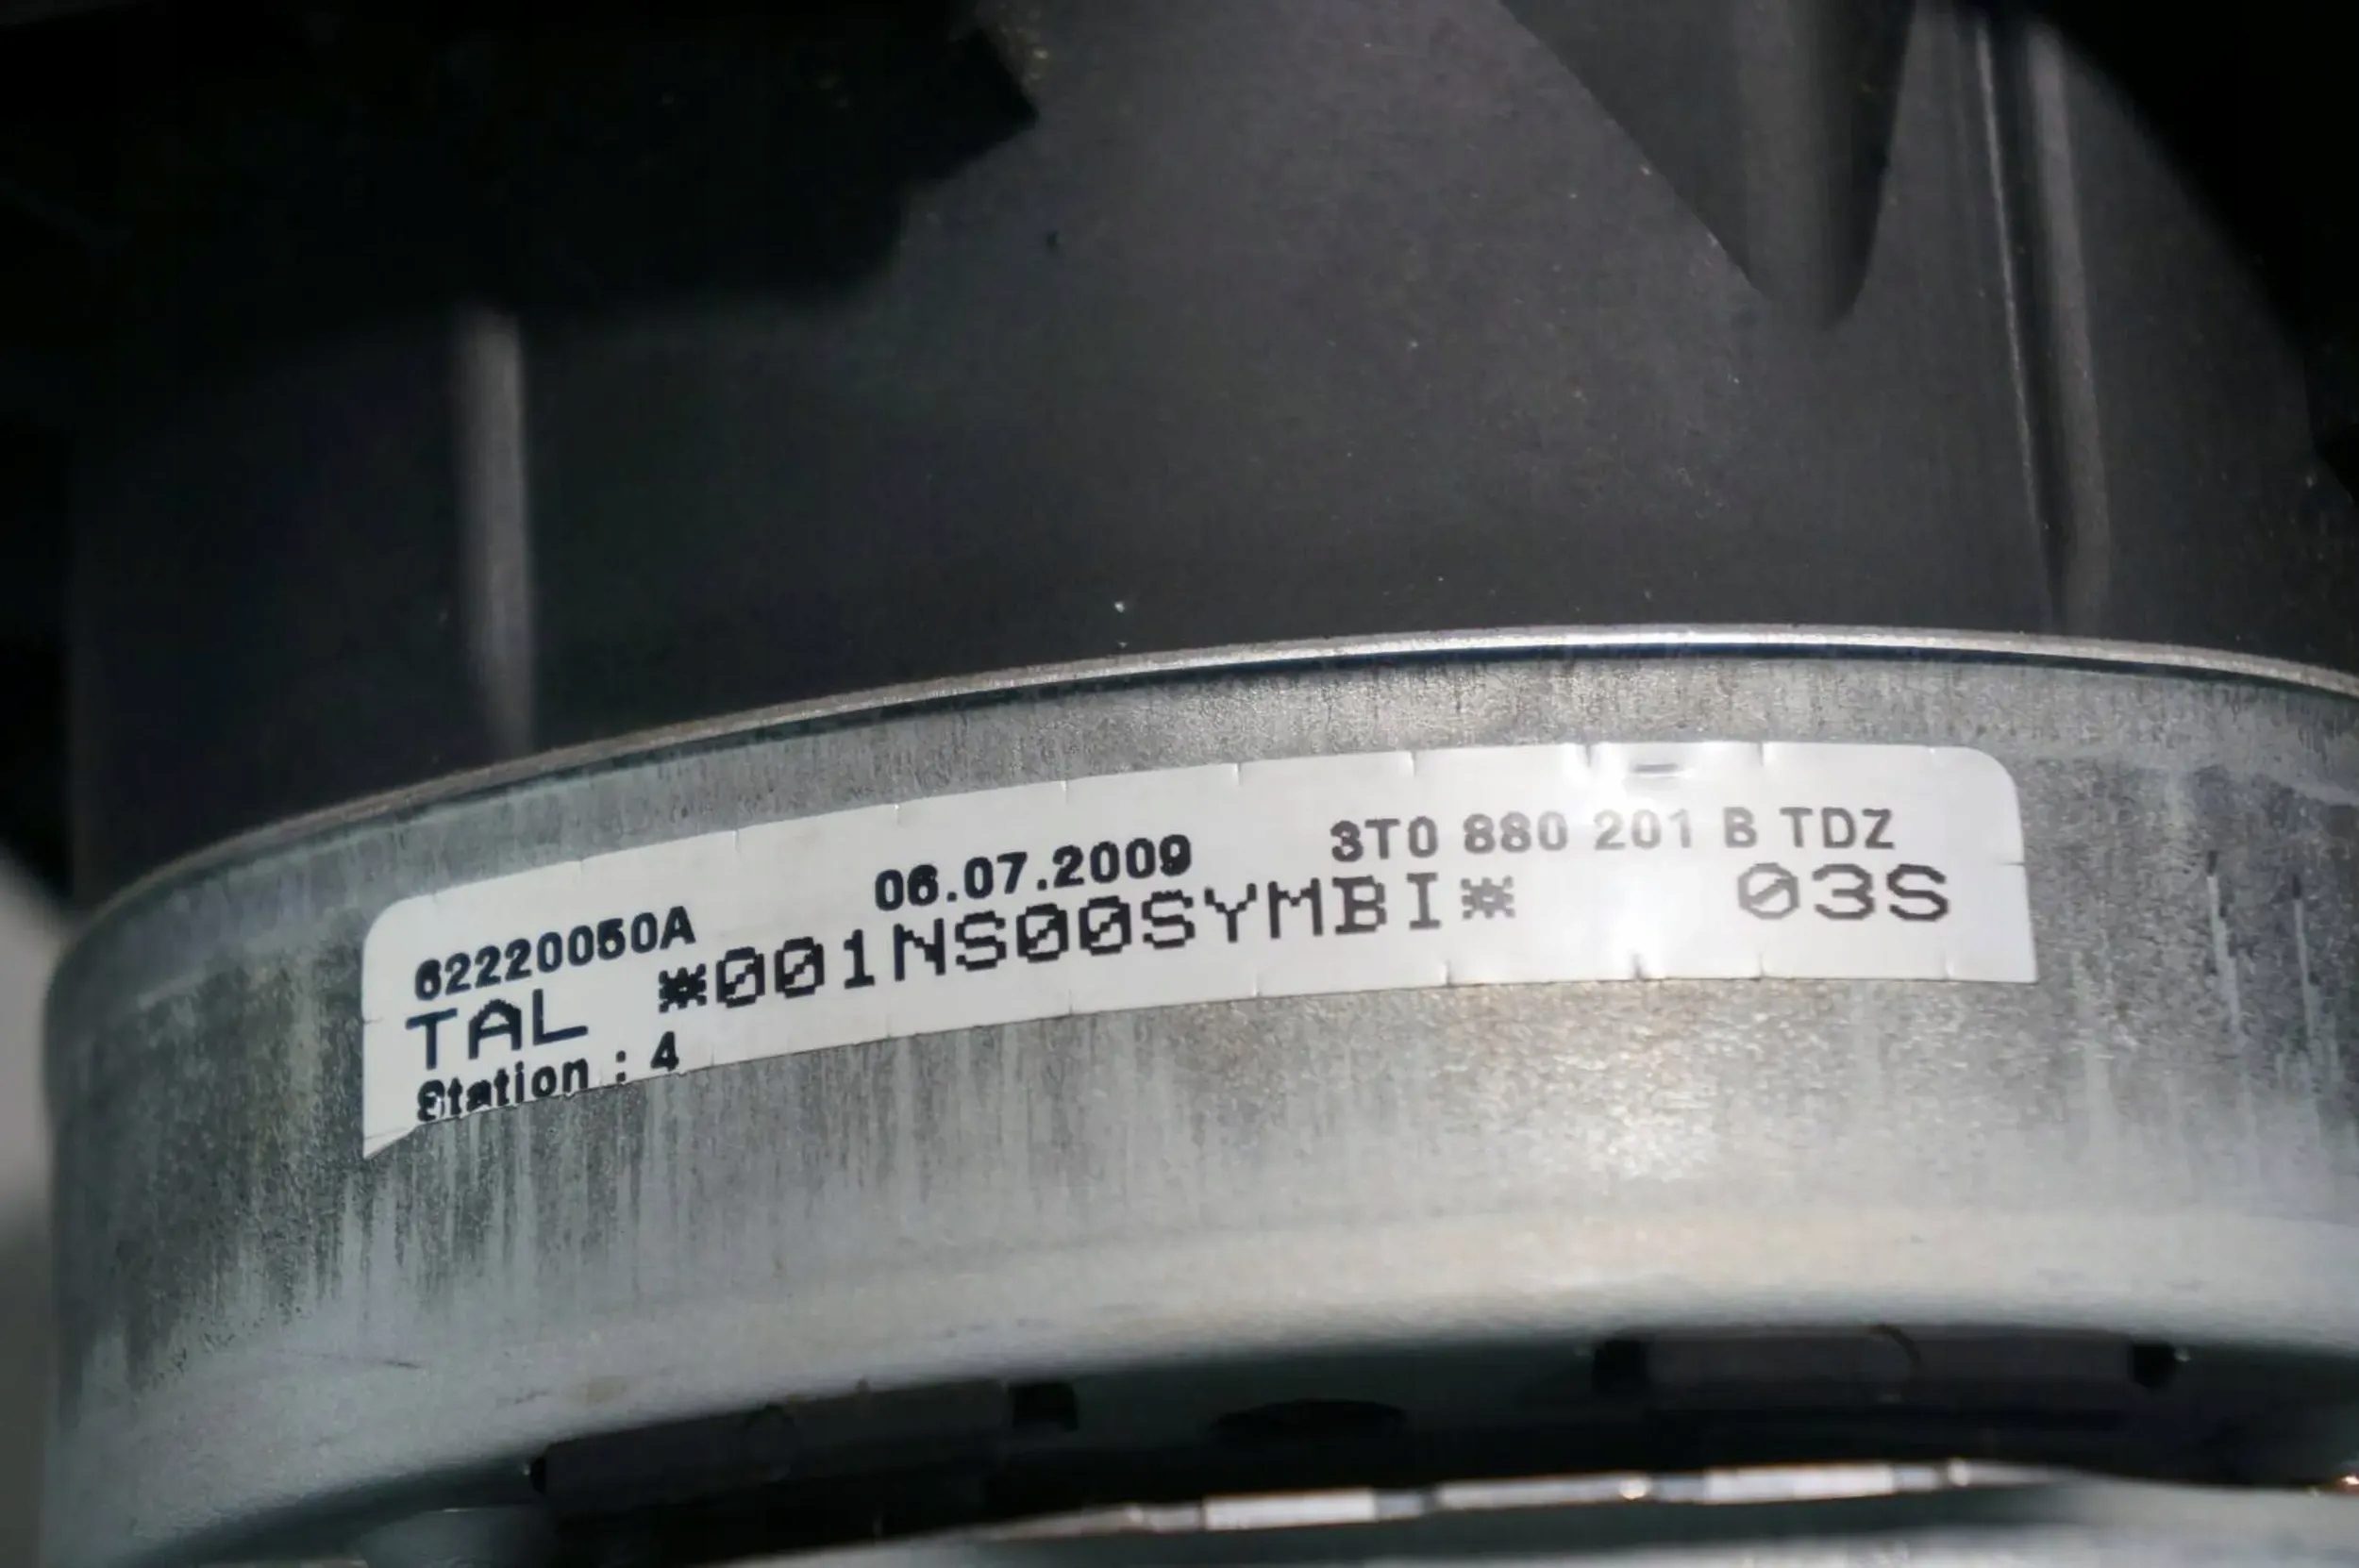 62220050A 06.07.2009 3T0 880 201 B TDZ
TAL *001NS00SYMBI* 03S
Station : 4